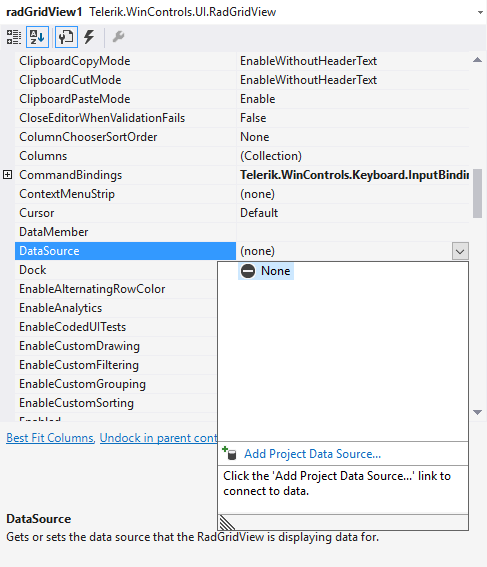 radGridView1 Telerik.WinControls.UI.RadGridView
ClipboardCopyMode EnableWithoutHeaderText
ClipboardCutMode EnableWithoutHeaderText
ClipboardPasteMode Enable
CloseEditorWhenValidationFails False
ColumnChooserSortOrder None
Columns (Collection)
CommandBindings Telerik.WinControls.Keyboard.InputBindin
ContextMenuStrip (none)
Cursor Default
DataMember
DataSource (none)
Dock
None
EnableAlternatingRowColor
EnableAnalytics
EnableCodedUITests
EnableCustomDrawing
EnableCustomFiltering
EnableCustomGrouping
EnableCustomSorting
Enabled
Best Fit Columns, Undock in parent cont
Add Project Data Source...
Click the 'Add Project Data Source...' link to
connect to data.
DataSource
Gets or sets the data source that the RadGridView is displaying data for.